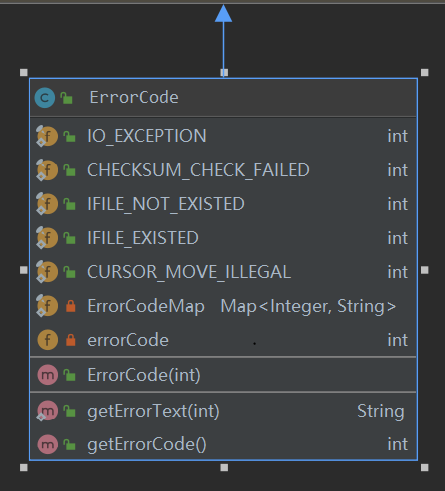 C ErrorCode
f IO_EXCEPTION int
f CHECKSUM_CHECK_FAILED int
f IFILE_NOT_EXISTED int
f IFILE_EXISTED int
f CURSOR_MOVE_ILLEGAL int
f ErrorCodeMap Map<Integer, String>
f errorCode int
m ErrorCode(int)
m getErrorText(int) String
m getErrorCode() int